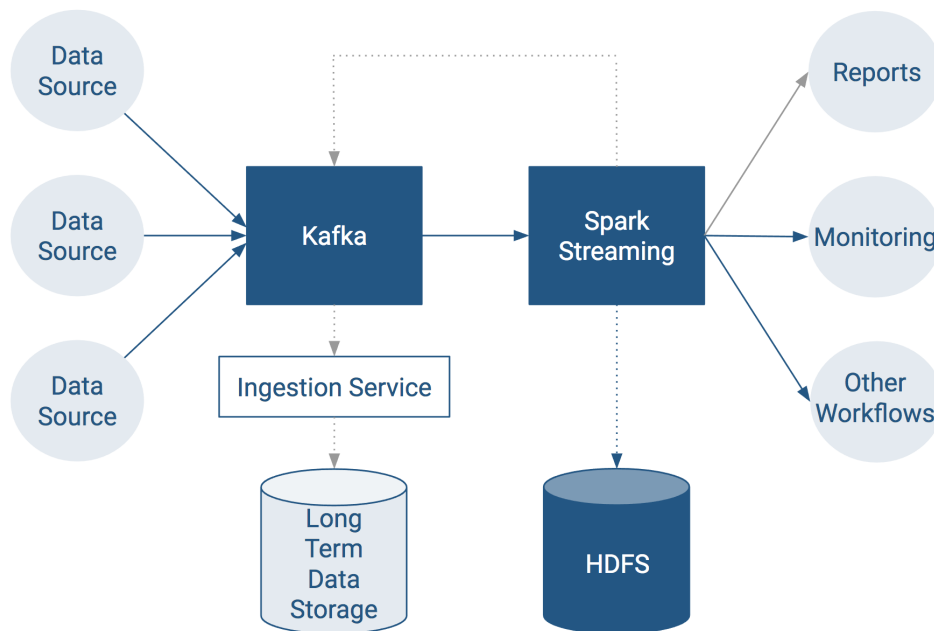 Data
Source
Reports
Data
Source
Kafka
Spark
Streaming
Monitoring
Data
Source
Ingestion Service
Other
Workflows
Long
Term
Data
Storage
HDFS